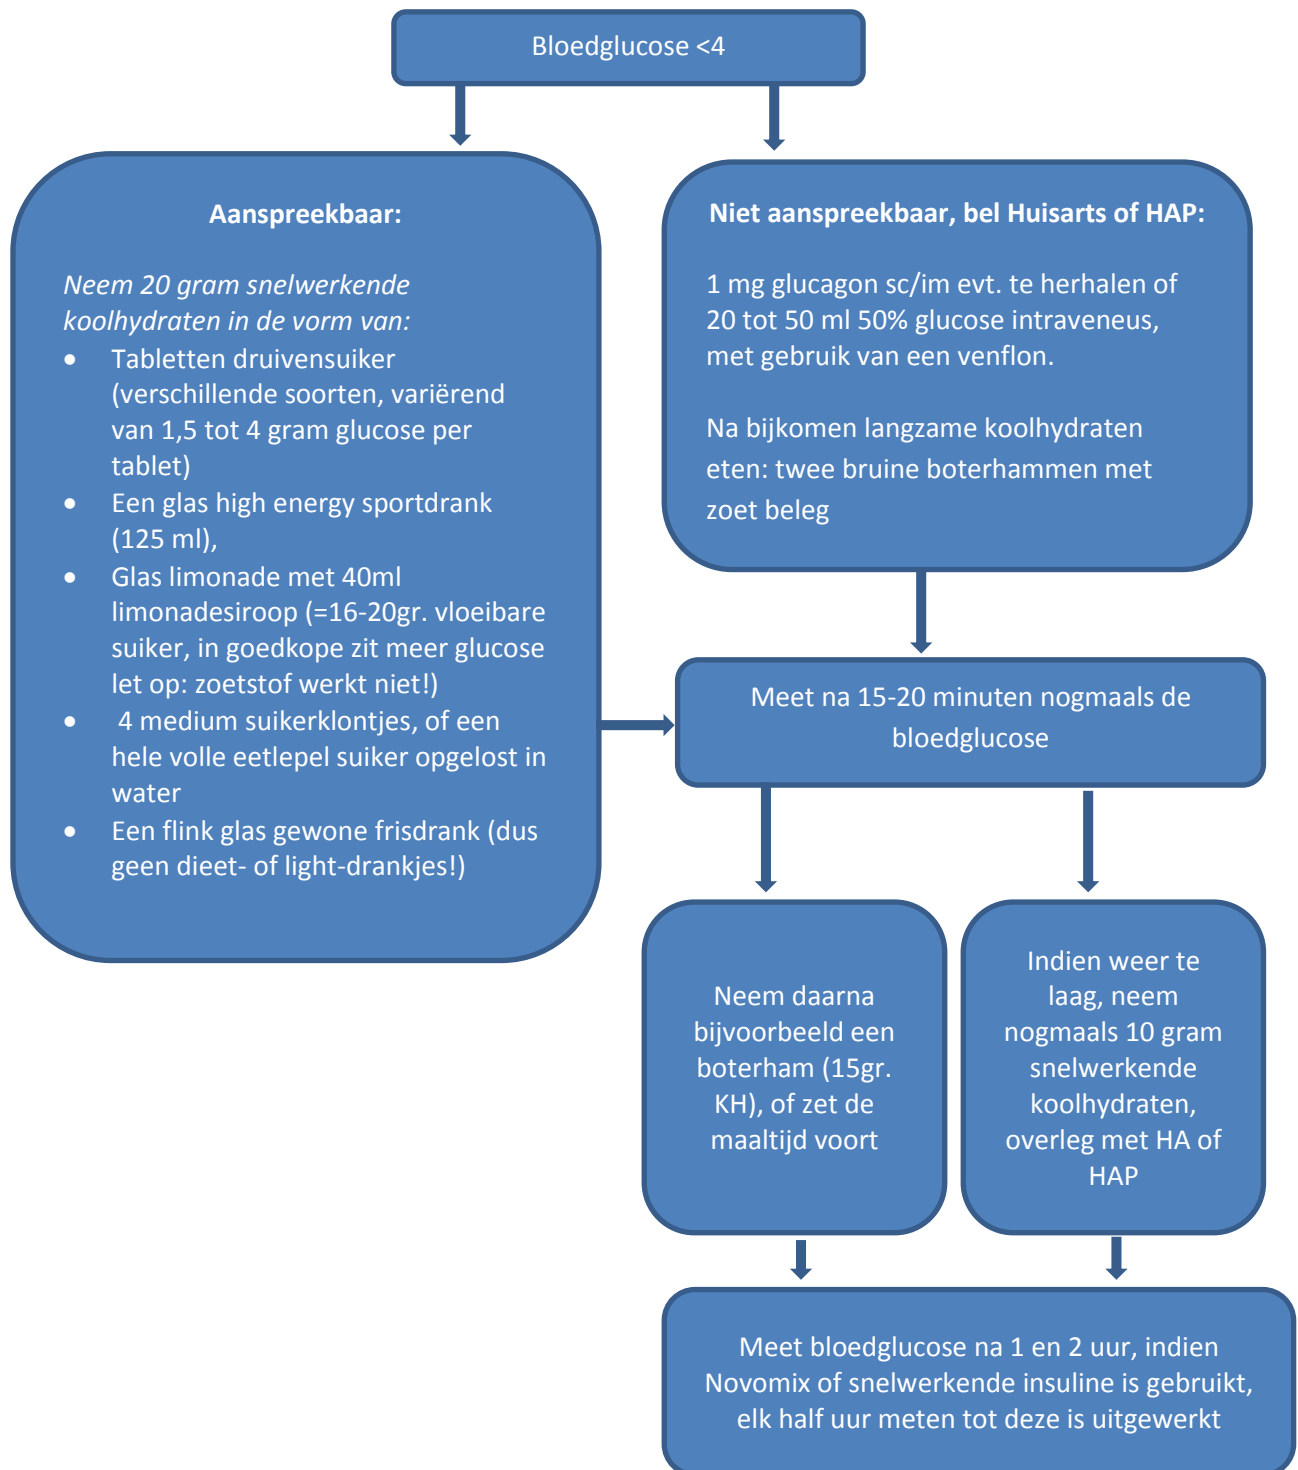 Bloedglucose <4
Aanspreekbaar:
Neem 20 gram snelwerkende
koolhydraten in de vorm van:
• Tabletten druivensuiker
(verschillende soorten, variërend
van 1,5 tot 4 gram glucose per
tablet)
• Een glas high energy sportdrank
(125 ml),
• Glas limonade met 40ml
limonadesiroop (=16-20gr. vloeibare
suiker, in goedkope zit meer glucose
let op: zoetstof werkt niet!)
• 4 medium suikerklontjes, of een
hele volle eetlepel suiker opgelost in
water
• Een flink glas gewone frisdrank (dus
geen dieet- of light-drankjes!)
Niet aanspreekbaar, bel Huisarts of HAP:
1 mg glucagon sc/im evt. te herhalen of
20 tot 50 ml 50% glucose intraveneus,
met gebruik van een venflon.
Na bijkomen langzame koolhydraten
eten: twee bruine boterhammen met
zoet beleg
Meet na 15-20 minuten nogmaals de
bloedglucose
Neem daarna
bijvoorbeeld een
boterham (15gr.
KH), of zet de
maaltijd voort
Indien weer te
laag, neem
nogmaals 10 gram
snelwerkende
koolhydraten,
overleg met HA of
HAP
Meet bloedglucose na 1 en 2 uur, indien
Novomix of snelwerkende insuline is gebruikt,
elk half uur meten tot deze is uitgewerkt